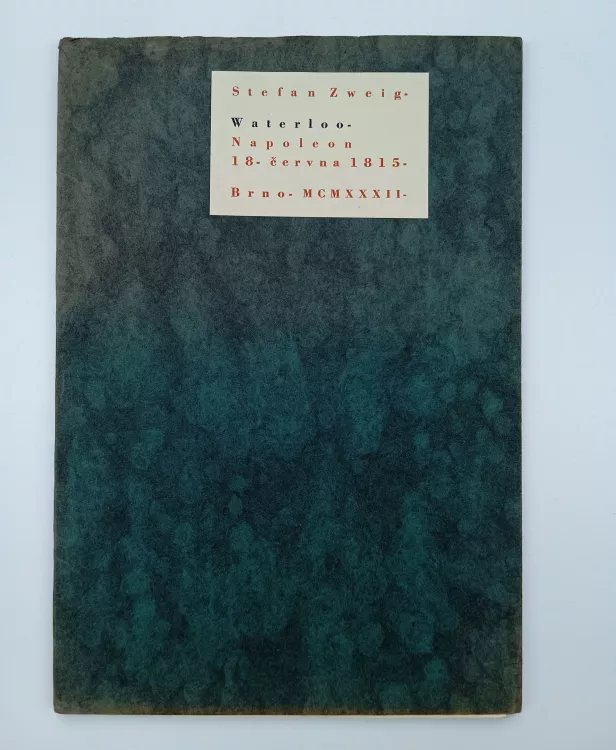 Stefan Zweig-
Waterloo-
Napoleon
18- června 1815-
Brno- MCMXXXII-